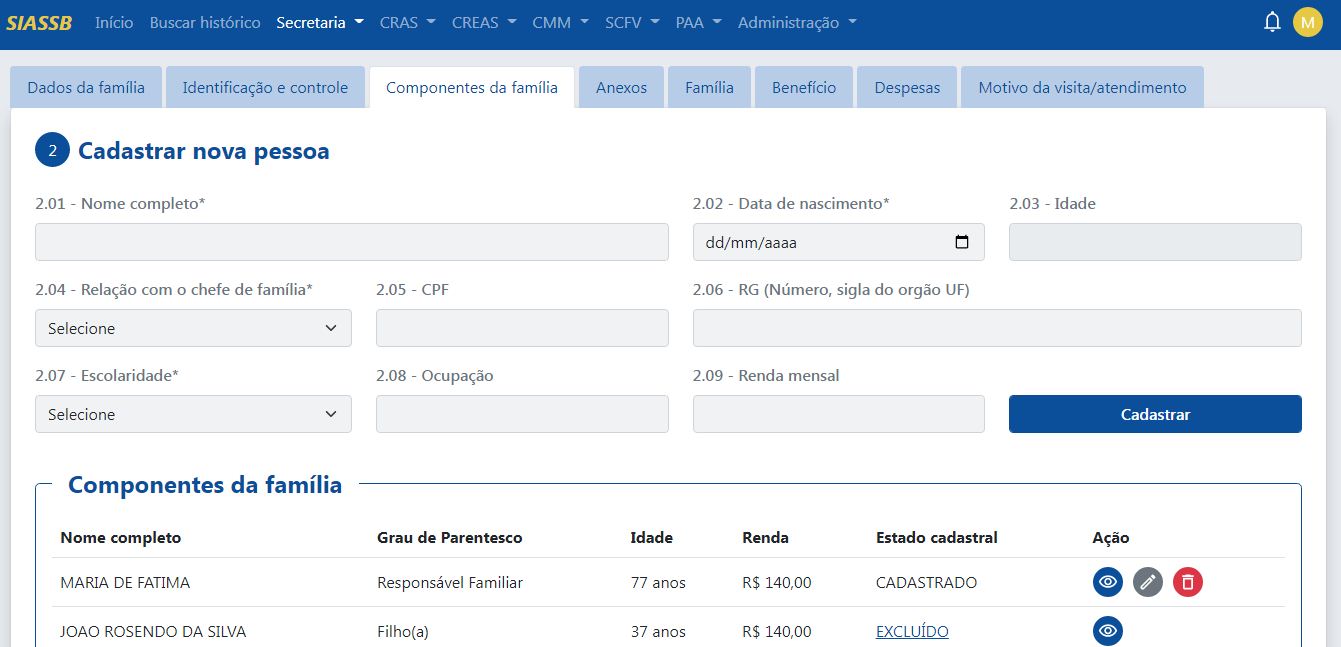 SIASSB Início Buscar histórico Secretaria CRAS CREAS CMM SCFV PAA Administração M
Dados da família Identificação e controle Componentes da família Anexos Família Benefício Despesas Motivo da visita/atendimento
2 Cadastrar nova pessoa
2.01 - Nome completo* 2.02 - Data de nascimento* 2.03 - Idade
dd/mm/aaaa
2.04 - Relação com o chefe de família* 2.05 - CPF 2.06 - RG (Número, sigla do orgão UF)
Selecione
2.07 - Escolaridade* 2.08 - Ocupação 2.09 - Renda mensal
Selecione Cadastrar
Componentes da família
Nome completo Grau de Parentesco Idade Renda Estado cadastral Ação
MARIA DE FATIMA Responsável Familiar 77 anos R$ 140,00 CADASTRADO
JOAO ROSENDO DA SILVA Filho(a) 37 anos R$ 140,00 EXCLUÍDO